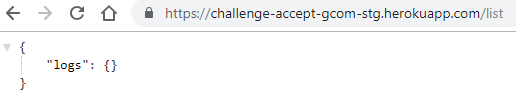 https://challenge-accept-gcom-stg.herokuapp.com/list
{
"logs": {}
}